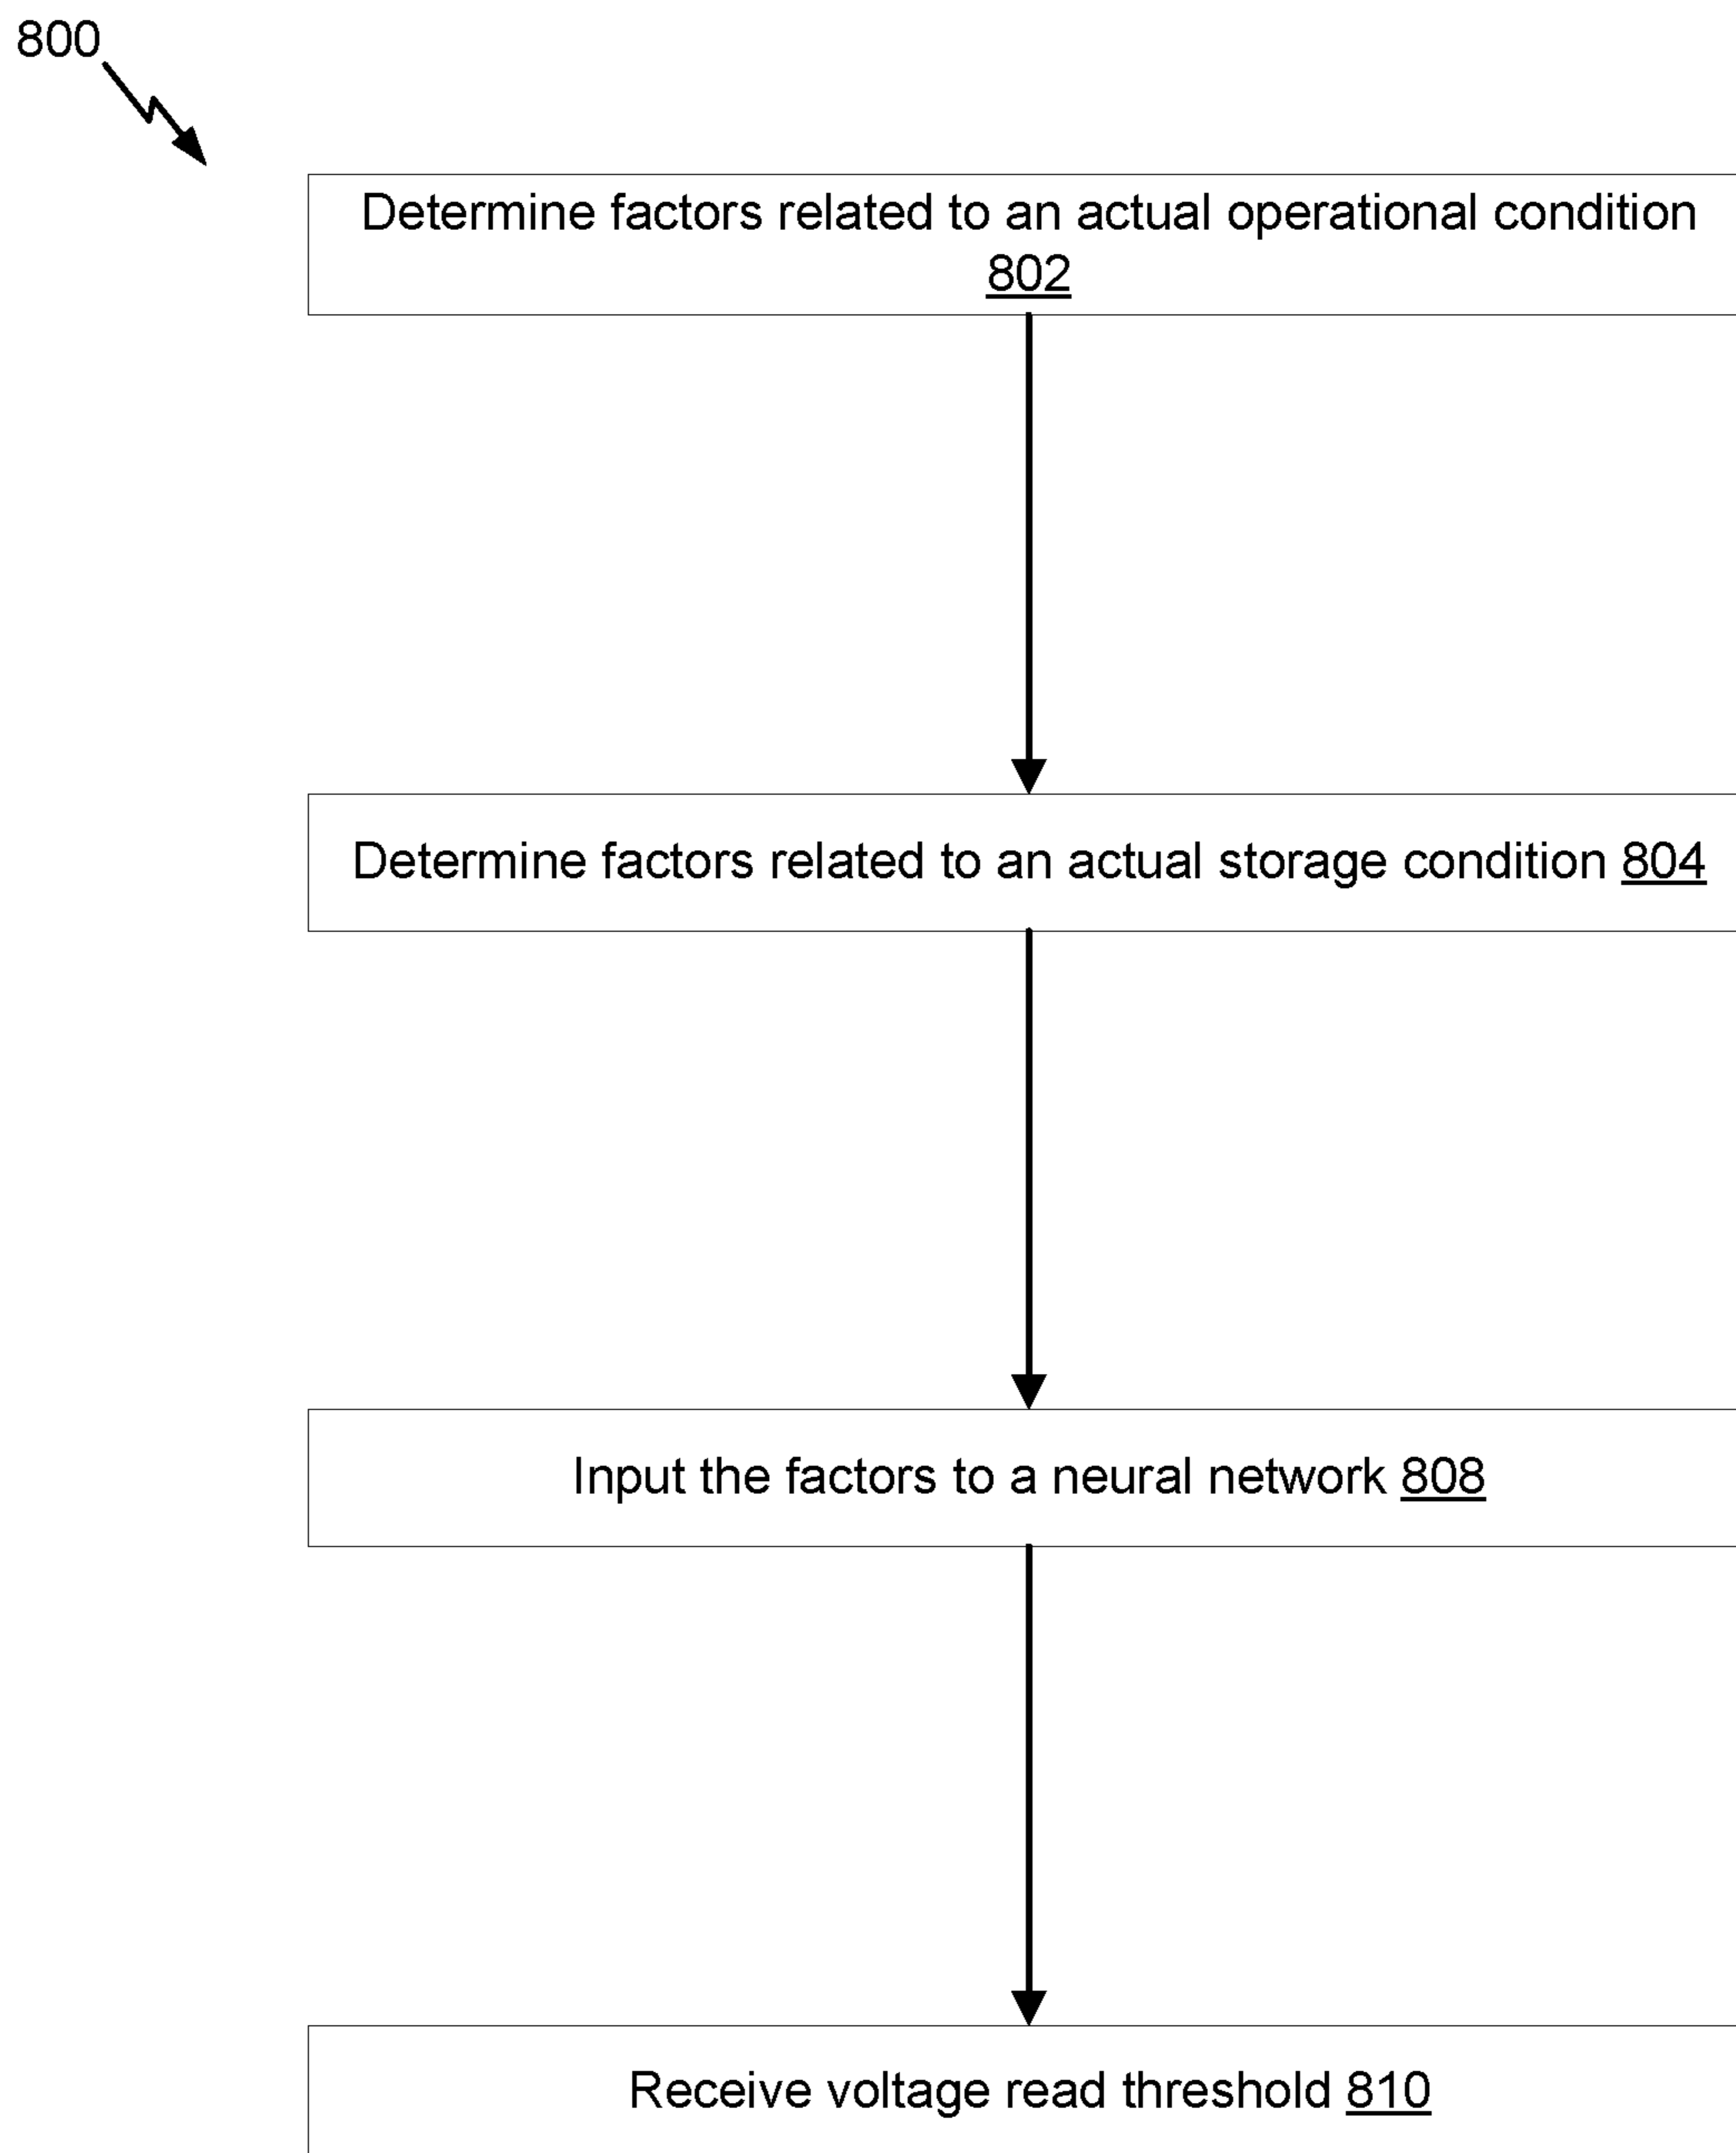 800
Determine factors related to an actual operational condition
802
Determine factors related to an actual storage condition 804
Input the factors to a neural network 808
Receive voltage read threshold 810